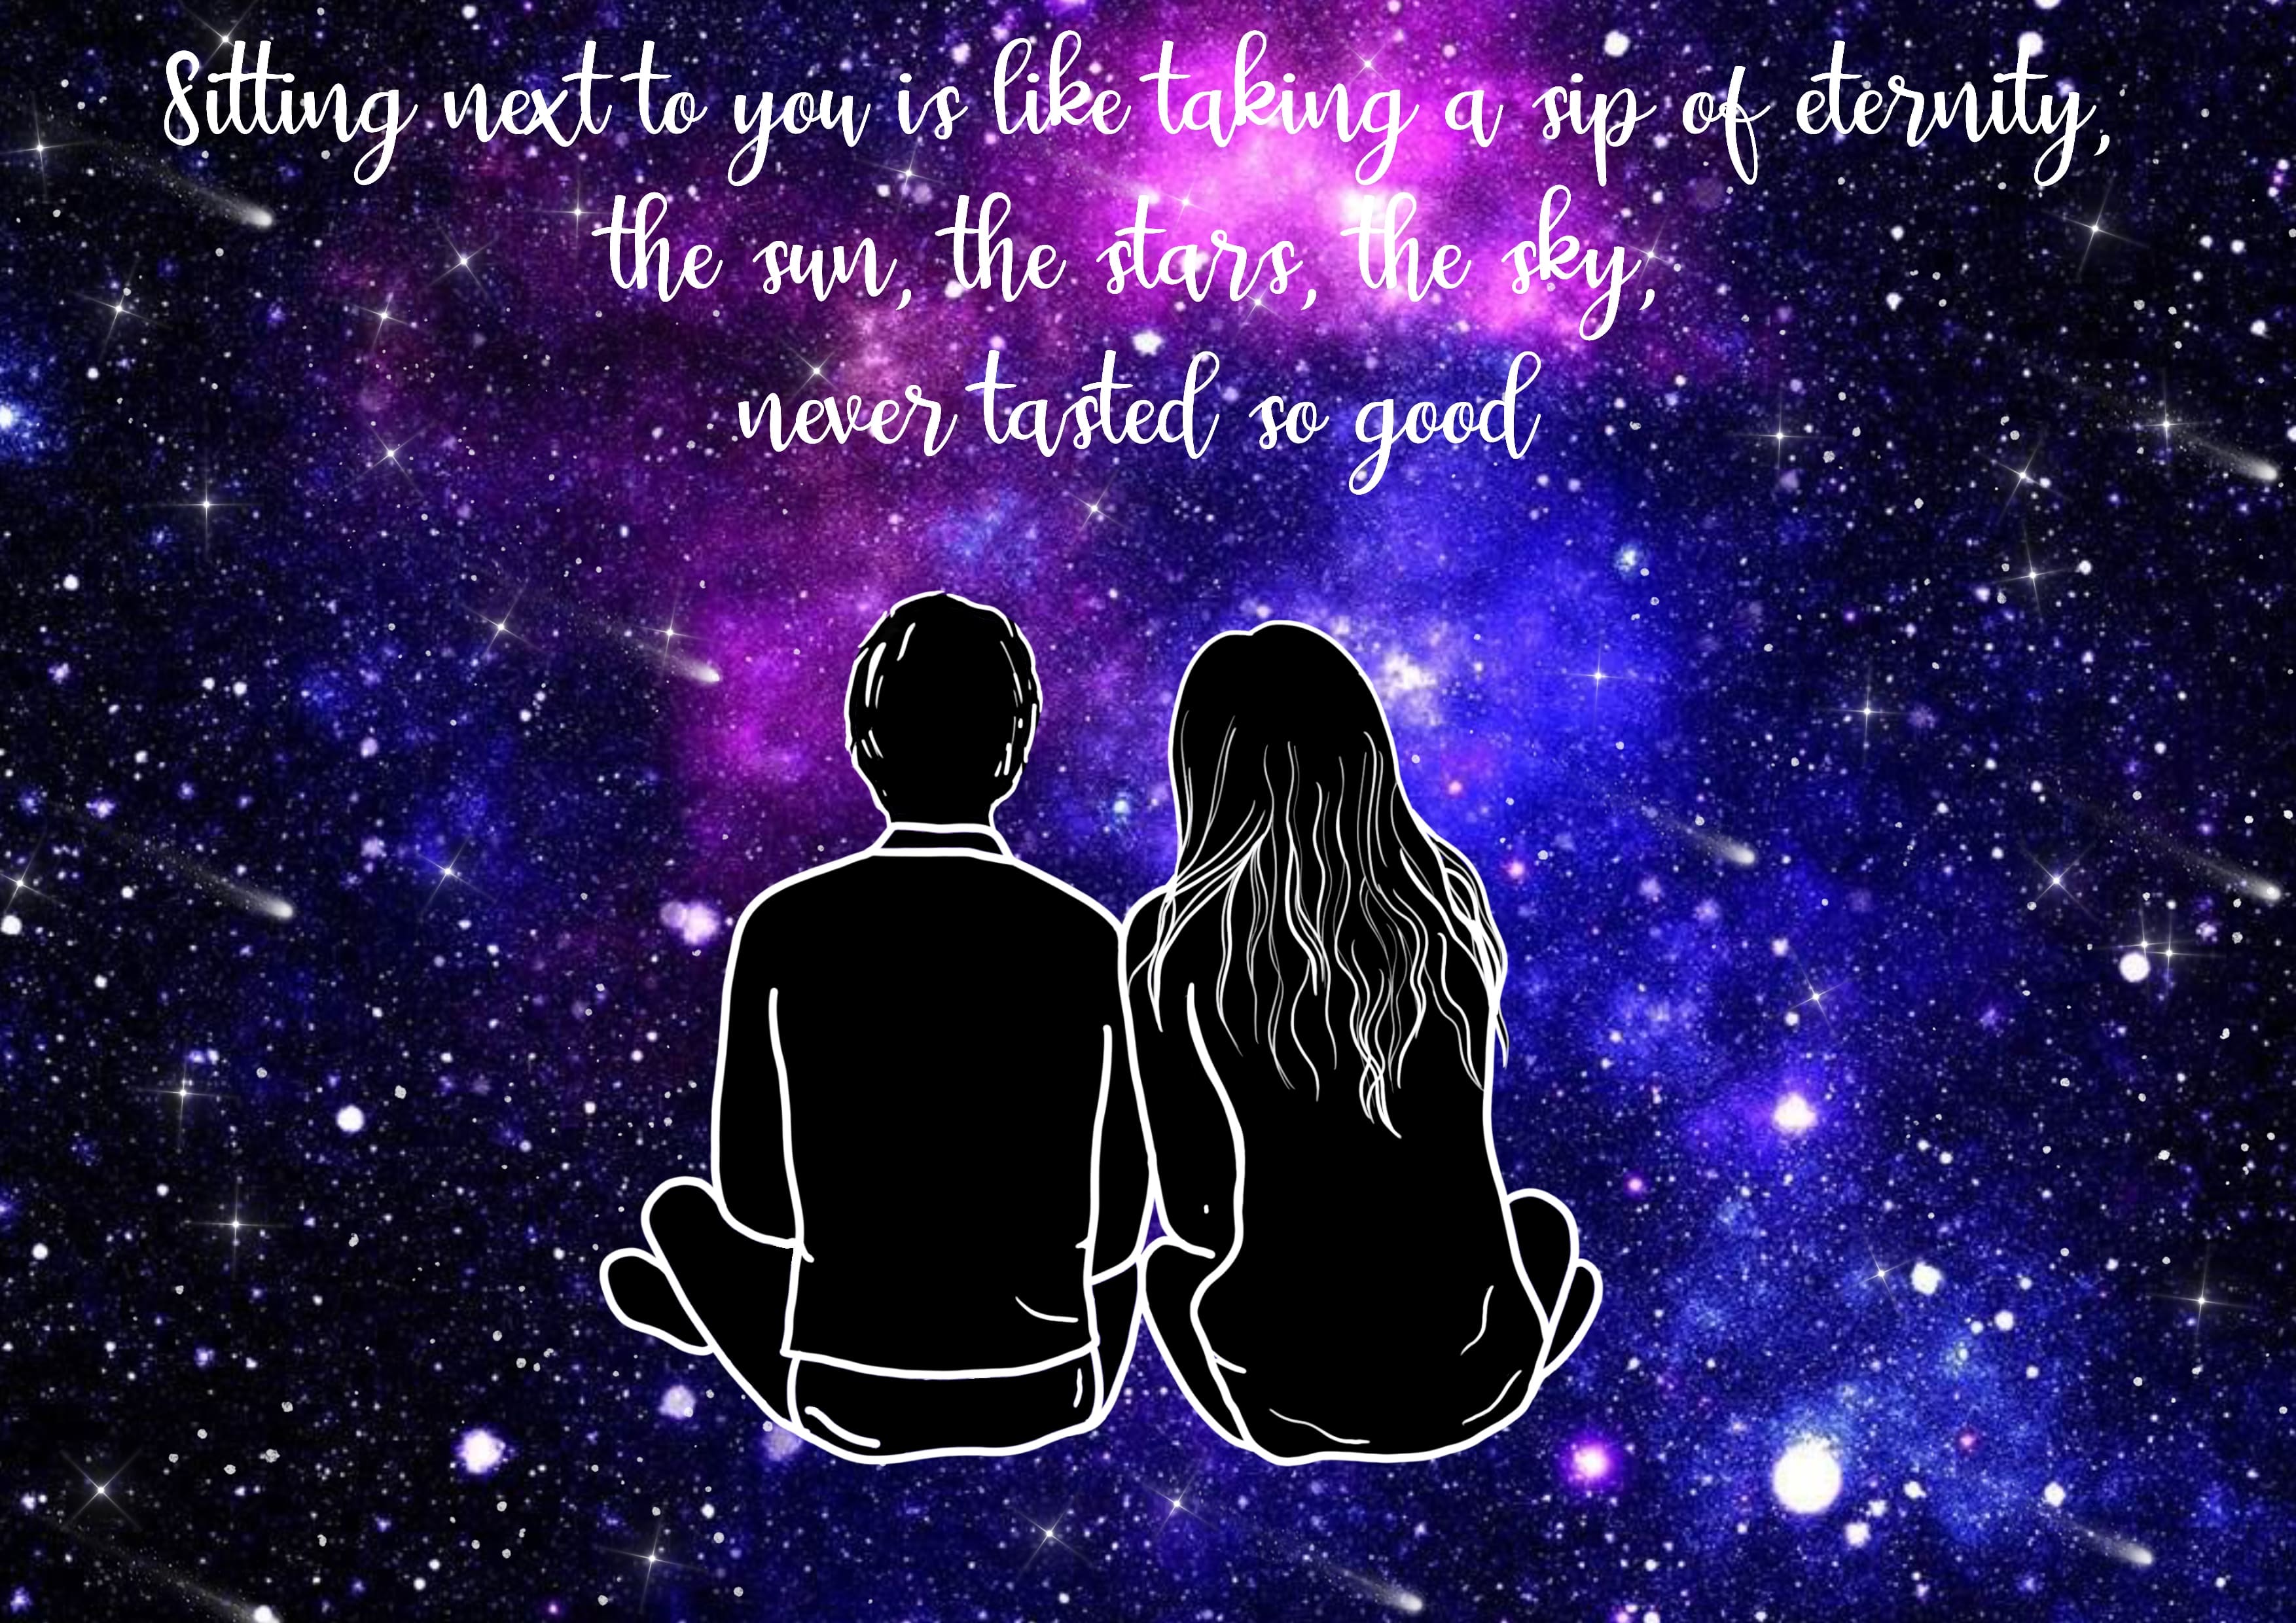 Sitting next to you is like taking a sip of eternity,
the sun, the stars, the sky,
never tasted so good